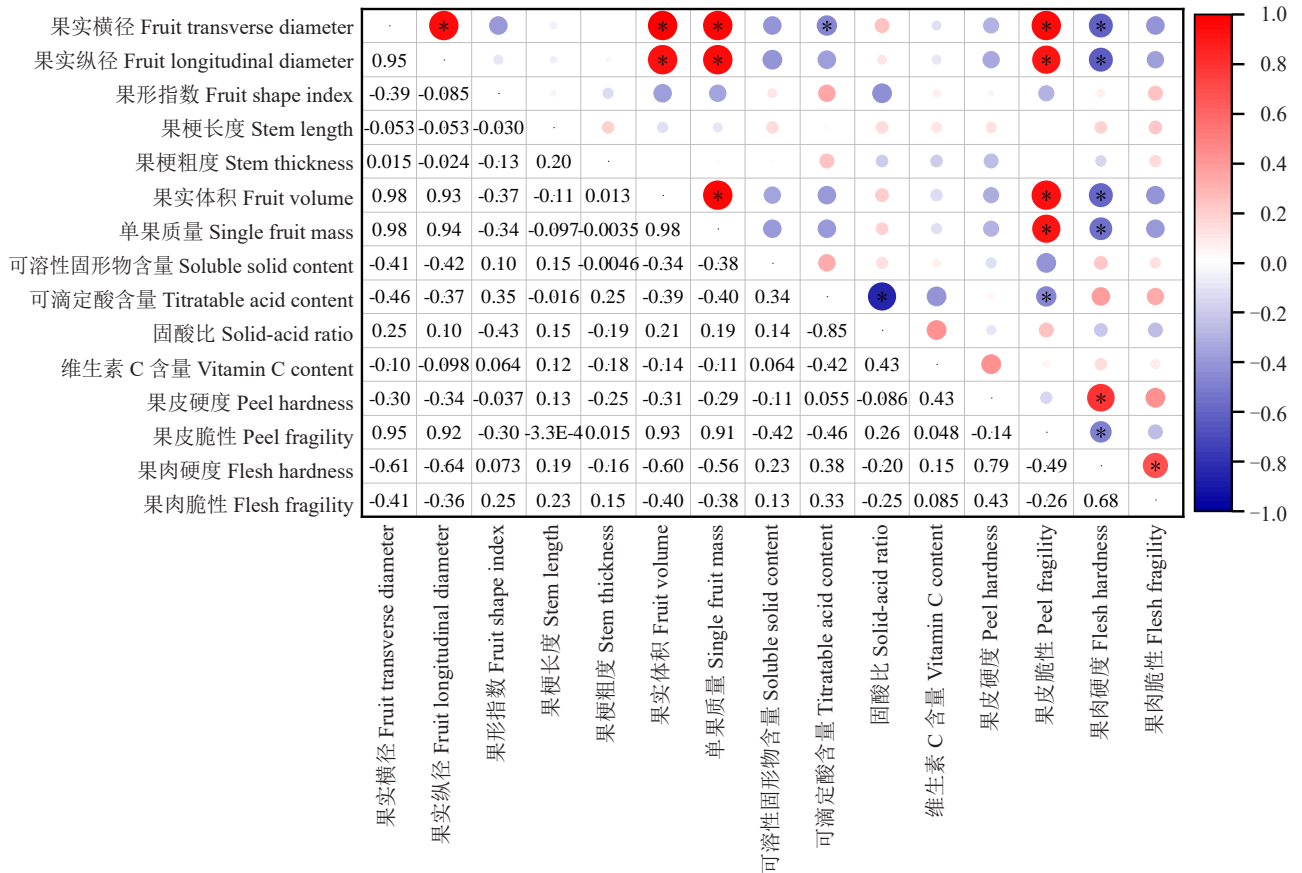 果实横径 Fruit transverse diameter * * * * * * 1.0
果实纵径 Fruit longitudinal diameter 0.95 * * * * 0.8
果形指数 Fruit shape index -0.39 -0.085 0.6
果梗长度 Stem length -0.053 -0.053 -0.030
果梗粗度 Stem thickness 0.015 -0.024 -0.13 0.20 0.4
果实体积 Fruit volume 0.98 0.93 -0.37 -0.11 0.013 * * * 0.2
单果质量 Single fruit mass 0.98 0.94 -0.34 -0.097 -0.0035 0.98 * *
可溶性固形物含量 Soluble solid content -0.41 -0.42 0.10 0.15 -0.0046 -0.34 -0.38 0.0
可滴定酸含量 Titratable acid content -0.46 -0.37 0.35 -0.016 0.25 -0.39 -0.40 0.34 * *
固酸比 Solid-acid ratio 0.25 0.10 -0.43 0.15 -0.19 0.21 0.19 0.14 -0.85 −0.2
维生素 C 含量 Vitamin C content -0.10 -0.098 0.064 0.12 -0.18 -0.14 -0.11 0.064 -0.42 0.43 −0.4
果皮硬度 Peel hardness -0.30 -0.34 -0.037 0.13 -0.25 -0.31 -0.29 -0.11 0.055 -0.086 0.43 *
果皮脆性 Peel fragility 0.95 0.92 -0.30 -3.3E-4 0.015 0.93 0.91 -0.42 -0.46 0.26 0.048 -0.14 * −0.6
果肉硬度 Flesh hardness -0.61 -0.64 0.073 0.19 -0.16 -0.60 -0.56 0.23 0.38 -0.20 0.15 0.79 -0.49 * −0.8
果肉脆性 Flesh fragility -0.41 -0.36 0.25 0.23 0.15 -0.40 -0.38 0.13 0.33 -0.25 0.085 0.43 -0.26 0.68 −1.0
果实横径 Fruit transverse diameter
果实纵径 Fruit longitudinal diameter
果形指数 Fruit shape index
果梗长度 Stem length
果梗粗度 Stem thickness
果实体积 Fruit volume
单果质量 Single fruit mass
可溶性固形物含量 Soluble solid content
可滴定酸含量 Titratable acid content
固酸比 Solid-acid ratio
维生素 C 含量 Vitamin C content
果皮硬度 Peel hardness
果皮脆性 Peel fragility
果肉硬度 Flesh hardness
果肉脆性 Flesh fragility